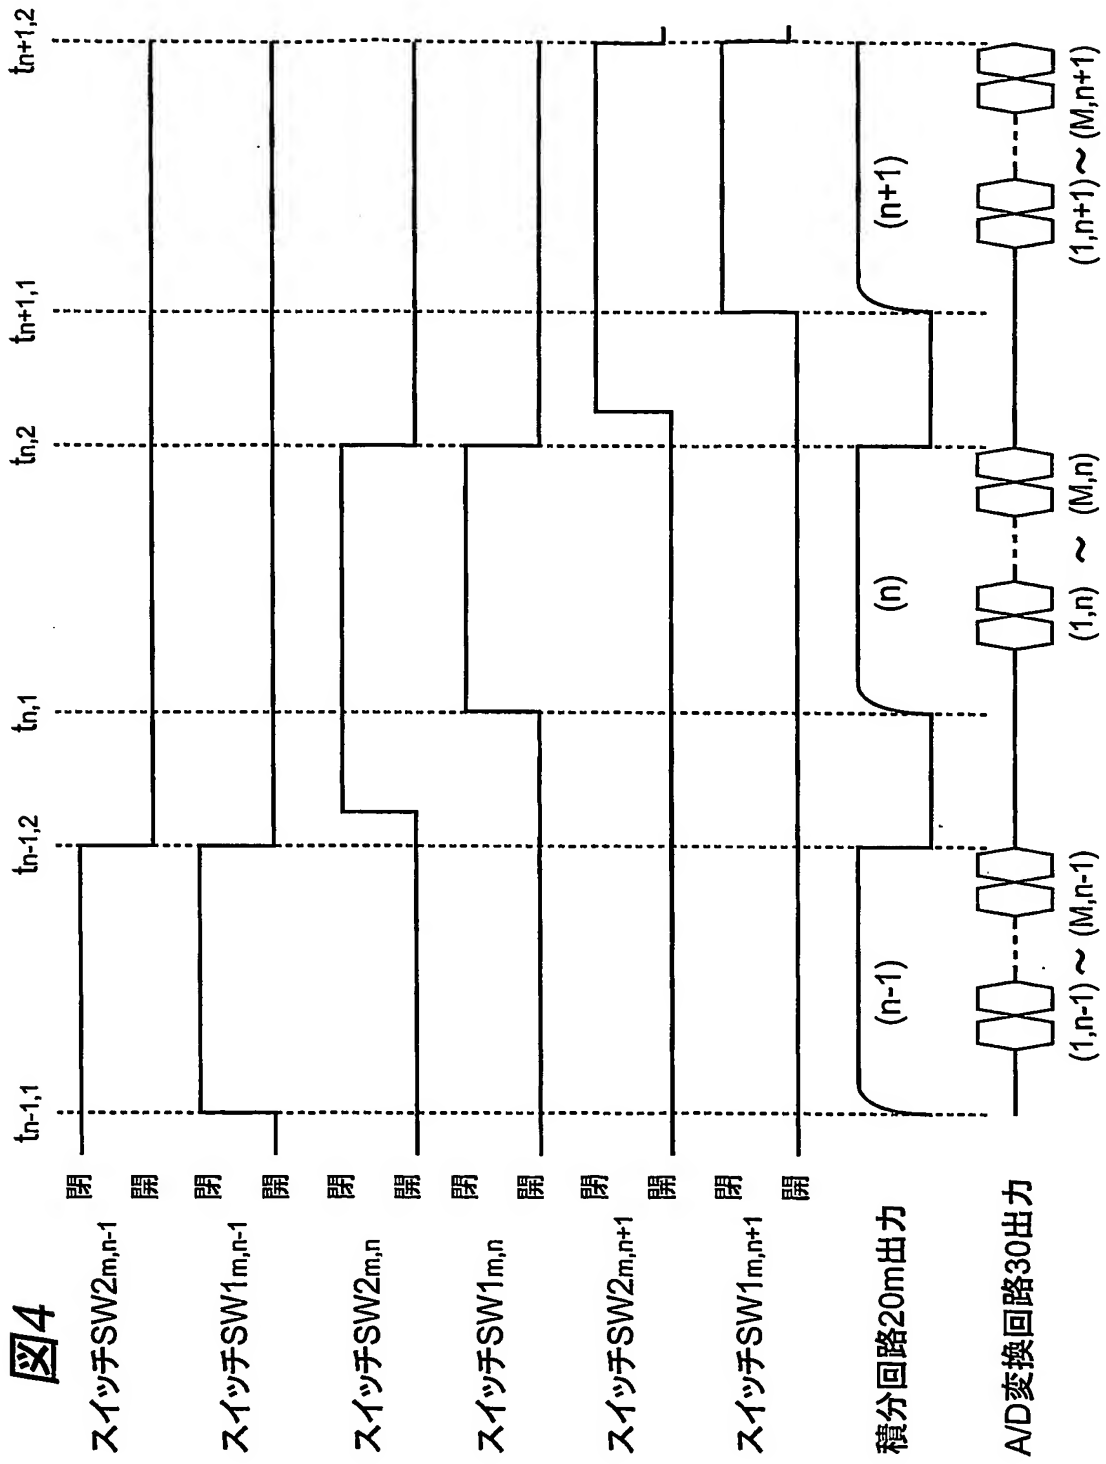 図4
tn-1,1
tn-1,2
tn,1
tn,2
tn+1,1
tn+1,2
スイッチSW2m,n-1
閉
開
スイッチSW1m,n-1
閉
開
スイッチSW2m,n
閉
開
スイッチSW1m,n
閉
開
スイッチSW2m,n+1
閉
開
スイッチSW1m,n+1
閉
開
積分回路20m出力
(n-1)
(n)
(n+1)
A/D変換回路30出力
(1,n-1)~(M,n-1)
(1,n) ~ (M,n)
(1,n+1)~(M,n+1)